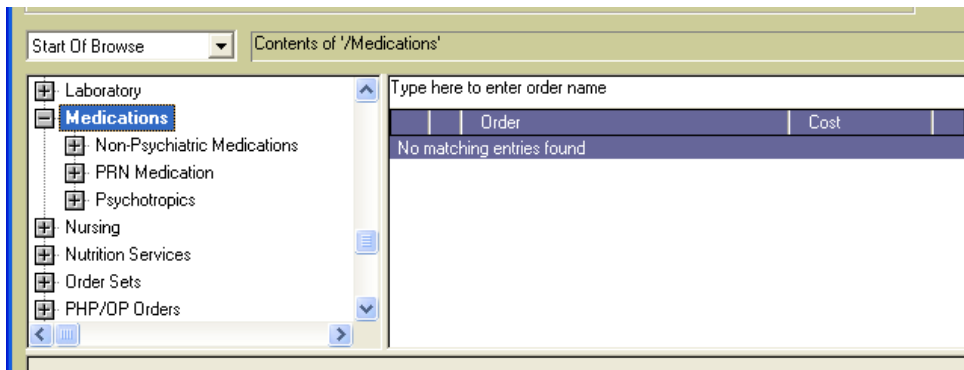 Start Of Browse
Contents of '/Medications'
Laboratory
Medications
Non-Psychiatric Medications
PRN Medication
Psychotropics
Nursing
Nutrition Services
Order Sets
PHP/OP Orders
Type here to enter order name
Order Cost
No matching entries found